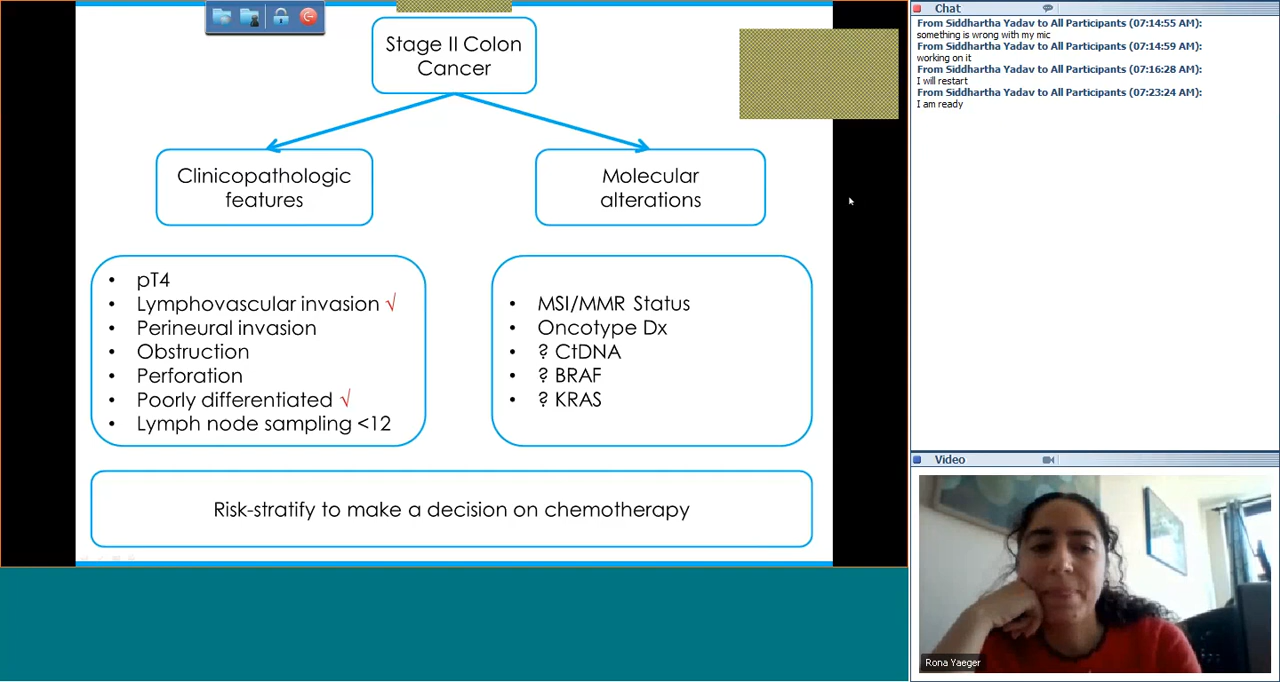 Stage II Colon
Cancer
Clinicopathologic
features
Molecular
alterations
• pT4
• Lymphovascular invasion √
• Perineural invasion
• Obstruction
• Perforation
• Poorly differentiated √
• Lymph node sampling <12
• MSI/MMR Status
• Oncotype Dx
• ? CtDNA
• ? BRAF
• ? KRAS
Risk-stratify to make a decision on chemotherapy
Chat
From Siddhartha Yadav to All Participants (07:14:55 AM):
something is wrong with my mic
From Siddhartha Yadav to All Participants (07:14:59 AM):
working on it
From Siddhartha Yadav to All Participants (07:16:28 AM):
I will restart
From Siddhartha Yadav to All Participants (07:23:24 AM):
I am ready
Video
Rona Yaeger